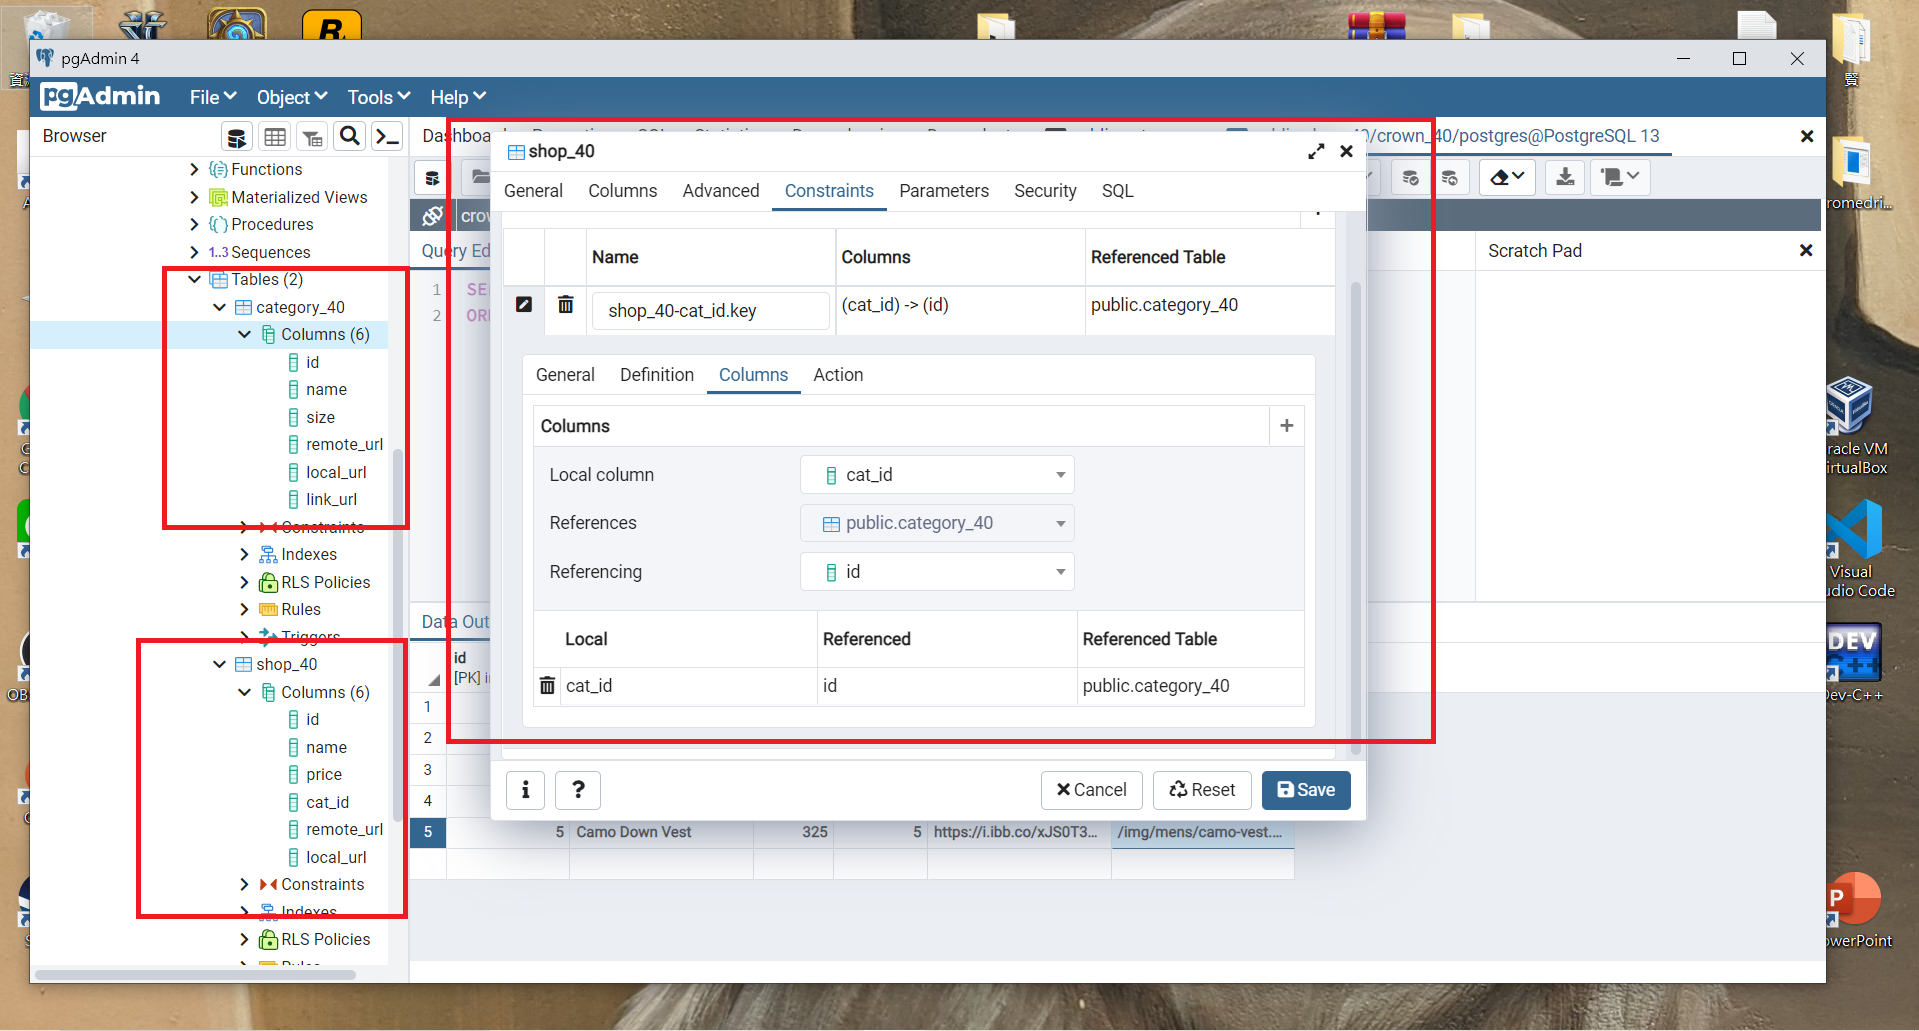 pgAdmin 4
pgAdmin File Object Tools Help
Browser
Functions
Materialized Views
Procedures
1..3 Sequences
Tables (2)
category_40
Columns (6)
id
name
size
remote_url
local_url
link_url
Constraints
Indexes
RLS Policies
Rules
Triggers
shop_40
Columns (6)
id
name
price
cat_id
remote_url
local_url
Constraints
Indexes
RLS Policies
Rules
/crown_40/postgres@PostgreSQL 13
Query Ed
Scratch Pad
1
2
shop_40
General Columns Advanced Constraints Parameters Security SQL
Name Columns Referenced Table
shop_40-cat_id.key (cat_id) -> (id) public.category_40
General Definition Columns Action
Columns
Local column cat_id
References public.category_40
Referencing id
Local Referenced Referenced Table
cat_id id public.category_40
i ? Cancel Reset Save
Data Out
id
[PK] i
1
2
3
4
5 5 Camo Down Vest 325 5 https://i.ibb.co/xJS0T3... /img/mens/camo-vest....
賢
romedri...
racle VM
irtualBox
Visual
udio Code
DEV
C++
Dev-C++
P
owerPoint